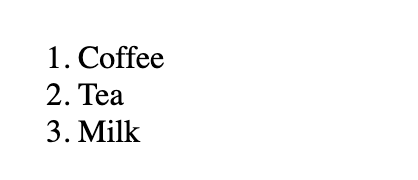 1. Coffee
2. Tea
3. Milk